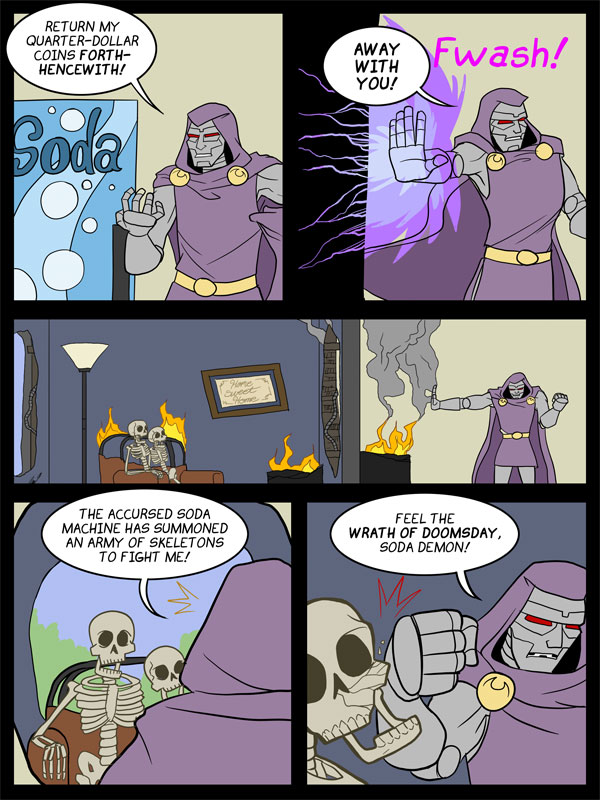 RETURN MY
QUARTER-DOLLAR
COINS FORTH-
HENCEWITH!
Soda
AWAY
WITH
YOU!
Fwash!
Home
Sweet
Home
THE ACCURSED SODA
MACHINE HAS SUMMONED
AN ARMY OF SKELETONS
TO FIGHT ME!
FEEL THE
WRATH OF DOOMSDAY,
SODA DEMON!